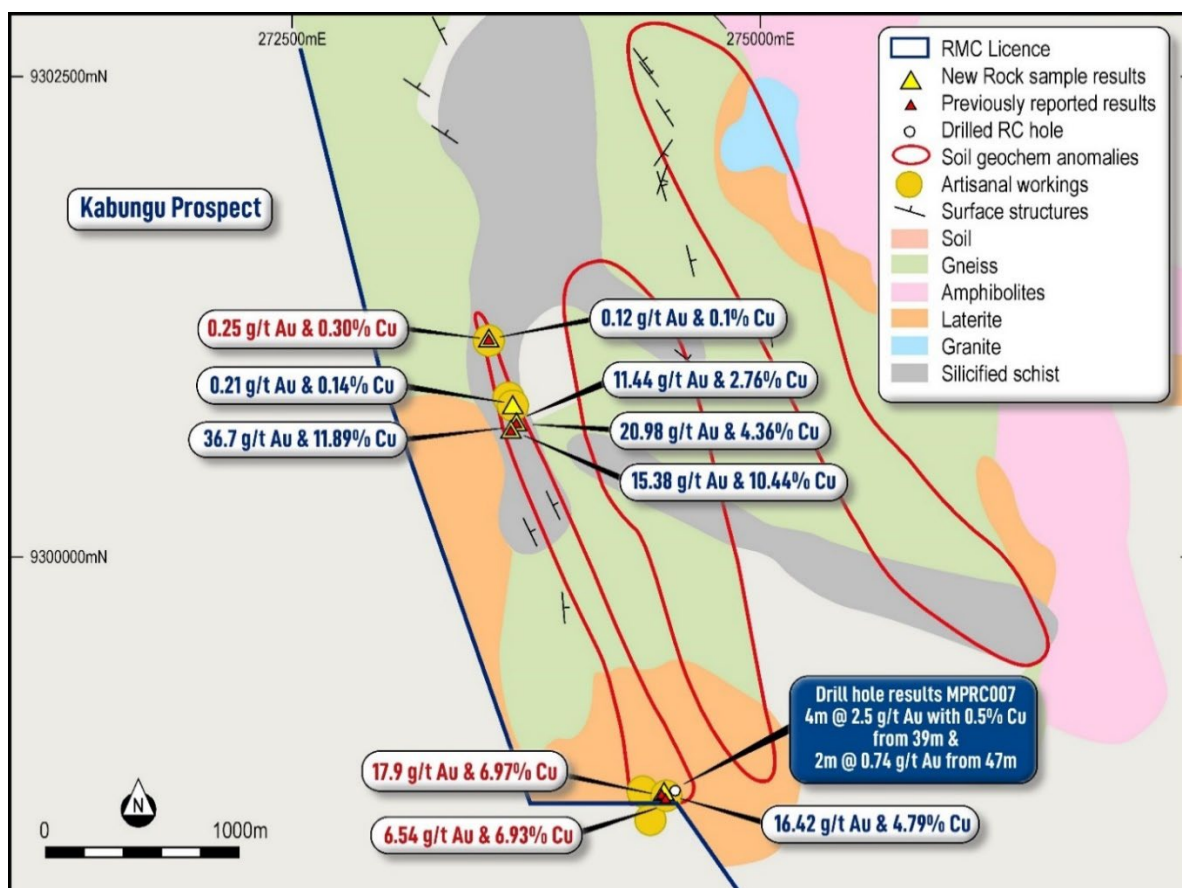 272500mE
275000mE
9302500mN
RMC Licence
New Rock sample results
Previously reported results
Drilled RC hole
Soil geochem anomalies
Artisanal workings
Surface structures
Soil
Gneiss
Amphibolites
Laterite
Granite
Silicified schist
Kabungu Prospect
0.25 g/t Au & 0.30% Cu
0.12 g/t Au & 0.1% Cu
0.21 g/t Au & 0.14% Cu
11.44 g/t Au & 2.76% Cu
36.7 g/t Au & 11.89% Cu
20.98 g/t Au & 4.36% Cu
15.38 g/t Au & 10.44% Cu
9300000mN
Drill hole results MPRC007
4m @ 2.5 g/t Au with 0.5% Cu
from 39m &
2m @ 0.74 g/t Au from 47m
17.9 g/t Au & 6.97% Cu
6.54 g/t Au & 6.93% Cu
16.42 g/t Au & 4.79% Cu
N
0
1000m